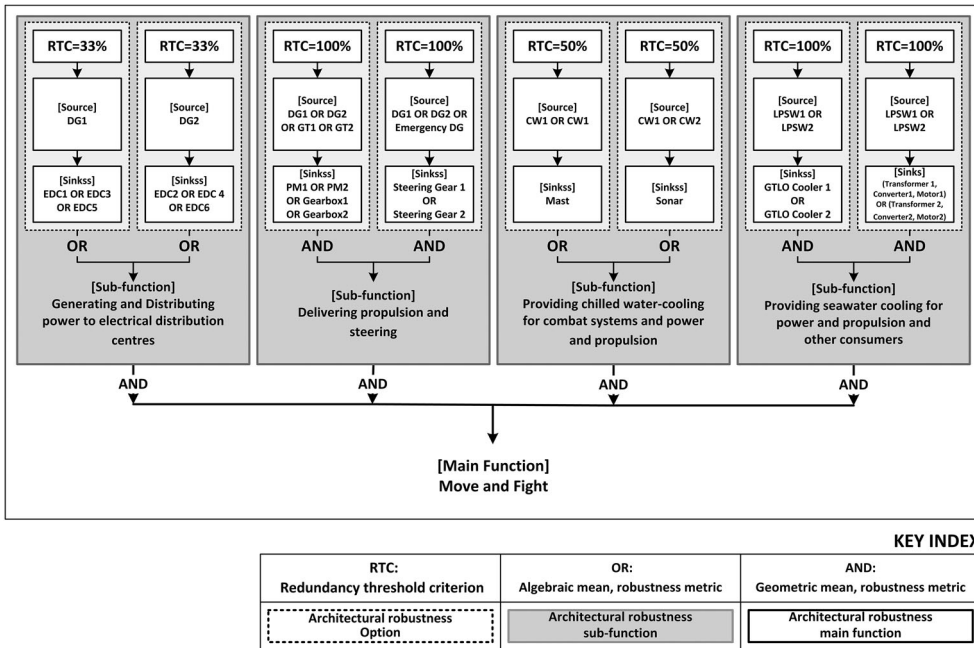 RTC=33%
RTC=33%
RTC=100%
RTC=100%
RTC=50%
RTC=50%
RTC=100%
RTC=100%
[Source]
DG1
[Source]
DG2
[Source]
DG1 OR DG2
OR GT1 OR GT2
[Source]
DG1 OR DG2 OR
Emergency DG
[Source]
CW1 OR CW1
[Source]
CW1 OR CW2
[Source]
LPSW1 OR
LPSW2
[Source]
LPSW1 OR
LPSW2
[Sinkss]
EDC1 OR EDC3
OR EDC5
[Sinkss]
EDC2 OR EDC 4
OR EDC6
[Sinkss]
PM1 OR PM2
OR Gearbox1
OR Gearbox2
[Sinkss]
Steering Gear 1
OR
Steering Gear 2
[Sinkss]
Mast
[Sinkss]
Sonar
[Sinkss]
GTLO Cooler 1
OR
GTLO Cooler 2
[Sinks]
(Transformer 1,
Converter1, Motor1)
OR (Transformer 2,
Converter2, Motor2)
OR
OR
AND
AND
OR
OR
AND
AND
[Sub-function]
Generating and Distributing
power to electrical distribution
centres
[Sub-function]
Delivering propulsion and
steering
[Sub-function]
Providing chilled water-cooling
for combat systems and power
and propulsion
[Sub-function]
Providing seawater cooling for
power and propulsion and
other consumers
AND
AND
AND
AND
[Main Function]
Move and Fight
KEY INDEX
RTC:
Redundancy threshold criterion
OR:
Algebraic mean, robustness metric
AND:
Geometric mean, robustness metric
Architectural robustness
Option
Architectural robustness
sub-function
Architectural robustness
main function